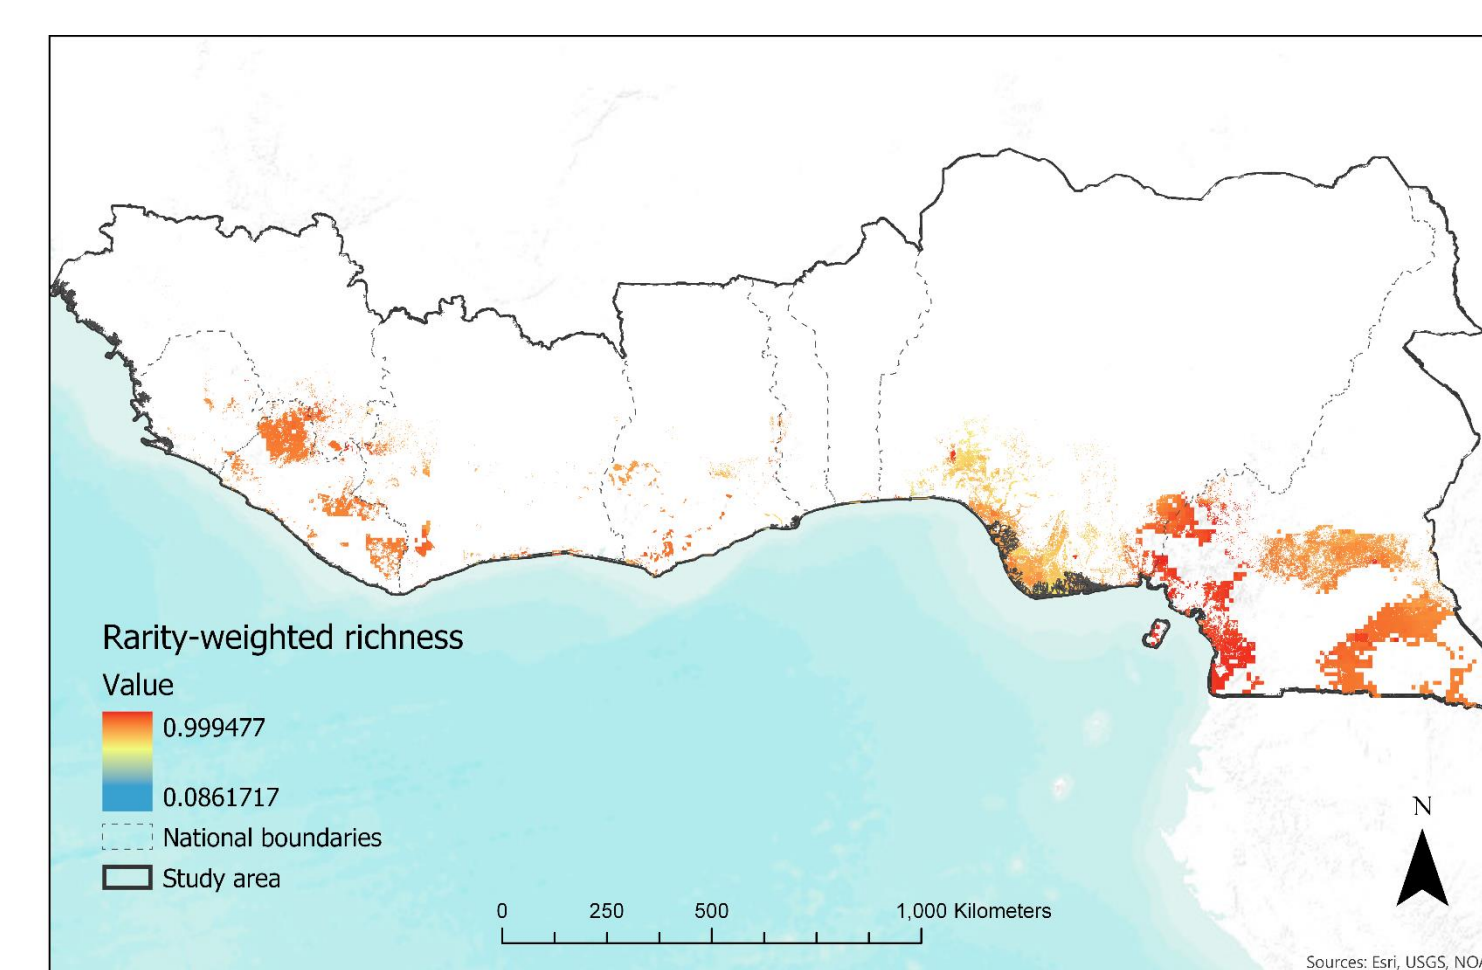 Rarity-weighted richness
Value
0.999477
0.0861717
National boundaries
Study area
0 250 500 1,000 Kilometers
N
Sources: Esri, USGS, NOA